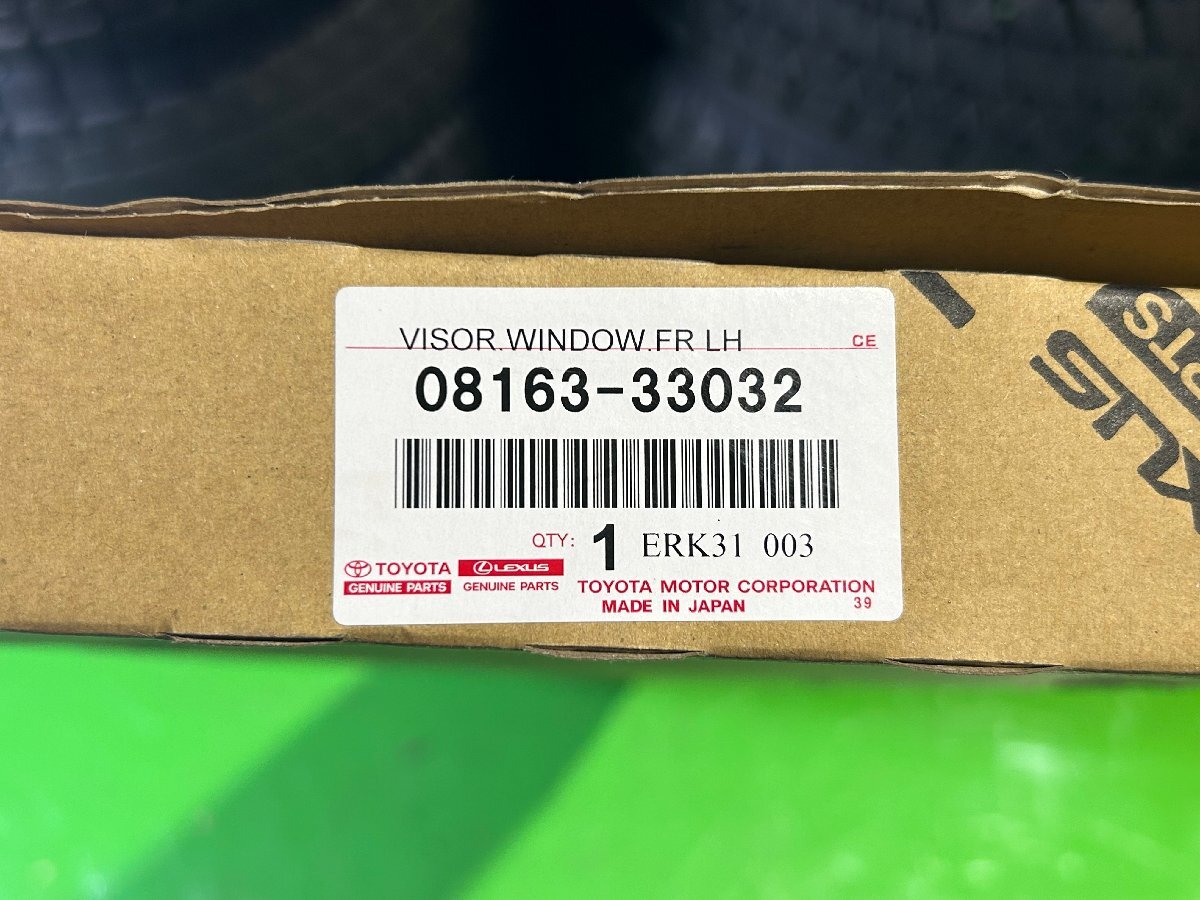 VISOR.WINDOW.FR LH CE
08163-33032
QTY: 1 ERK31 003
TOYOTA LEXUS
GENUINE PARTS GENUINE PARTS
TOYOTA MOTOR CORPORATION
MADE IN JAPAN 39